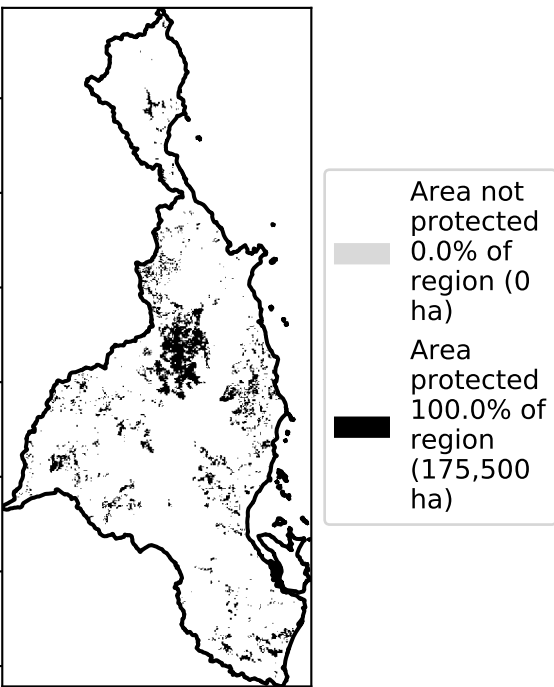 Area not
protected
0.0% of
region (0
ha)
Area
protected
100.0% of
region
(175,500
ha)